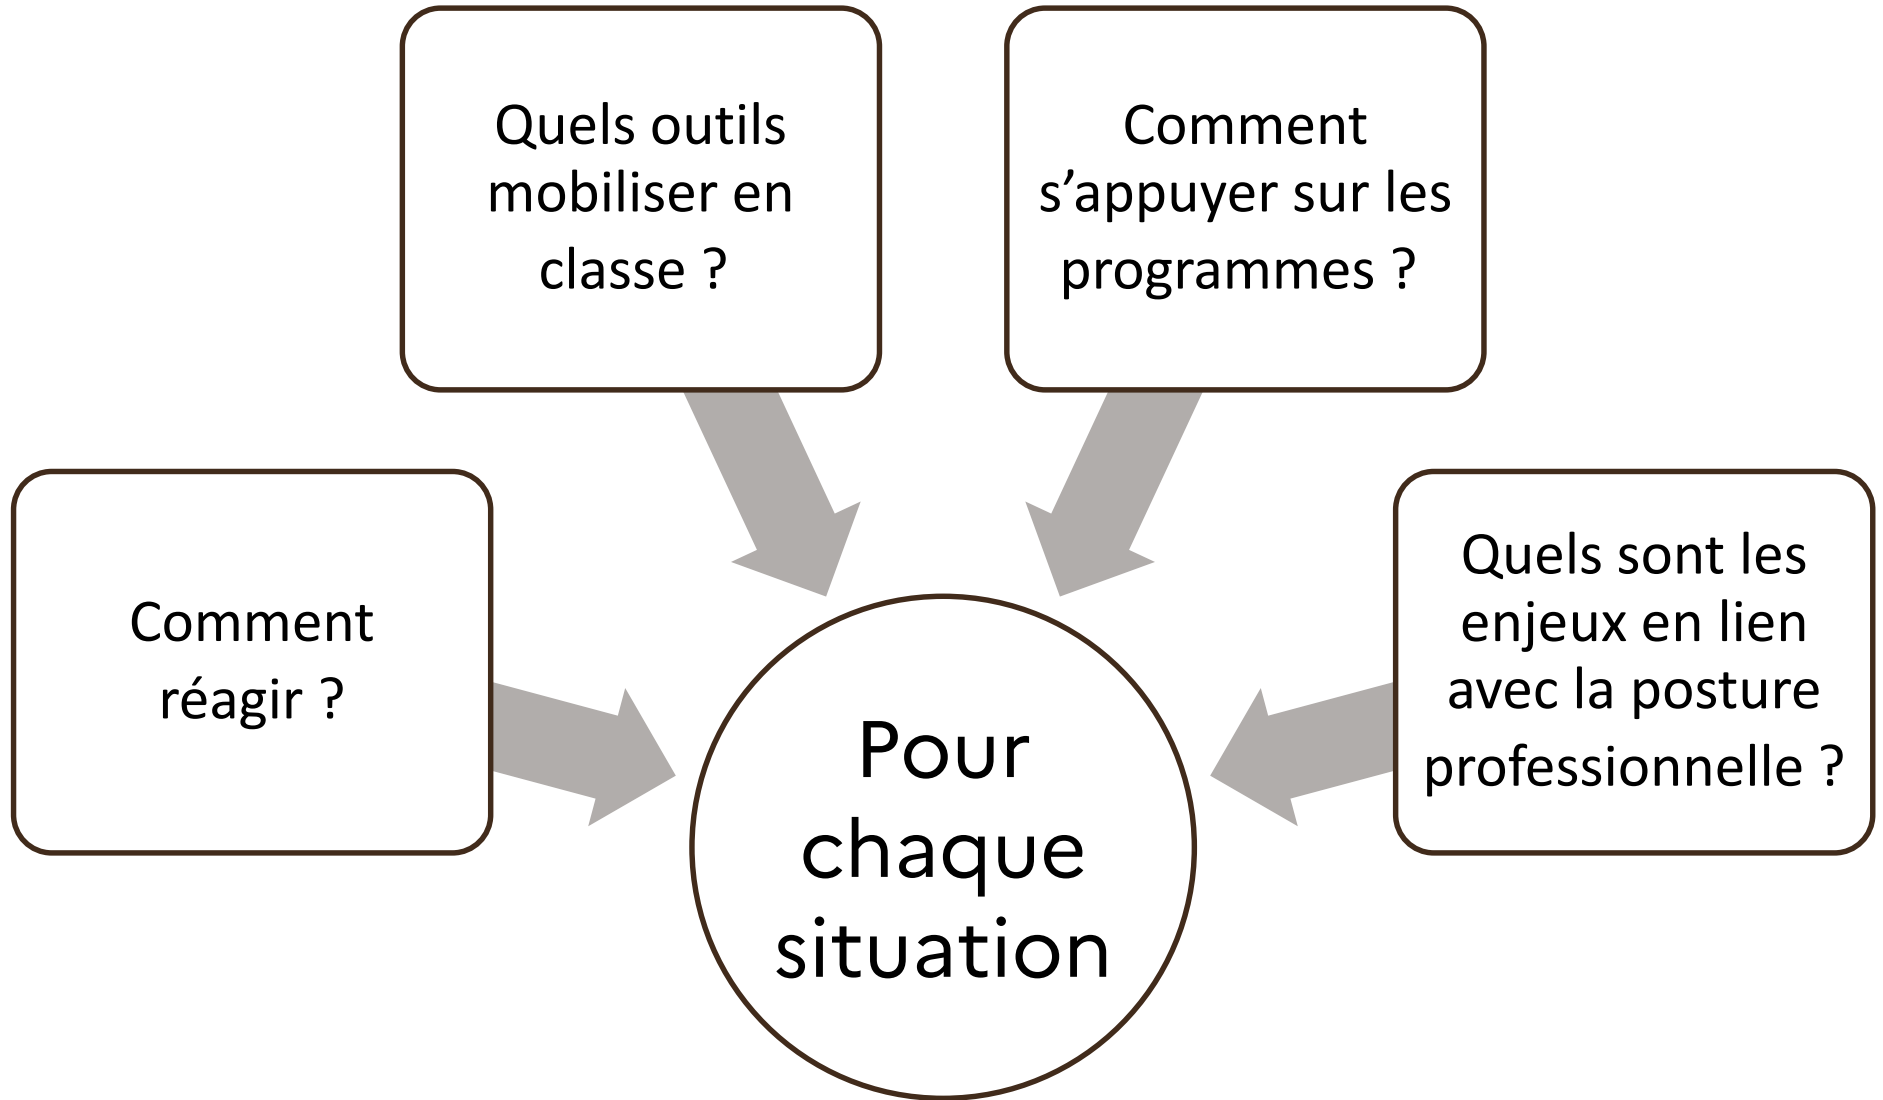 Quels outils
mobiliser en
classe ?
Comment
s’appuyer sur les
programmes ?
Comment
réagir ?
Quels sont les
enjeux en lien
avec la posture
professionnelle ?
Pour
chaque
situation